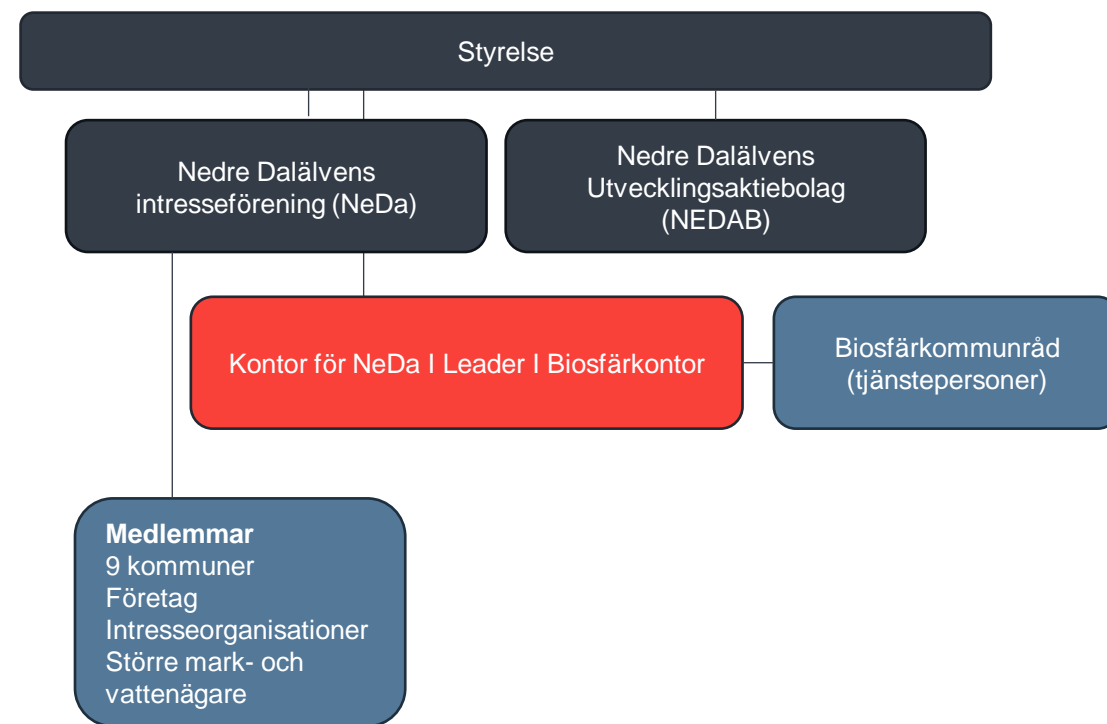 Styrelse
Nedre Dalälvens
intresseförening (NeDa)
Nedre Dalälvens
Utvecklingsaktiebolag
(NEDAB)
Kontor för NeDa I Leader I Biosfärkontor
Biosfärkommunråd
(tjänstepersoner)
Medlemmar
9 kommuner
Företag
Intresseorganisationer
Större mark- och
vattenägare